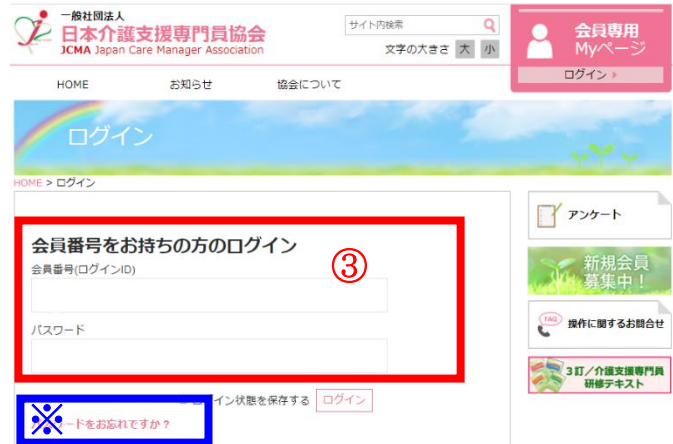 一般社団法人
日本介護支援専門員協会
JCMA Japan Care Manager Association
サイト内検索
文字の大きさ 大 小
会員専用
Myページ
ログイン
HOME お知らせ 協会について
ログイン
HOME > ログイン
会員番号をお持ちの方のログイン
③
会員番号(ログインID)
パスワード
イン状態を保存する ログイン
※
ードをお忘れですか？
アンケート
新規会員
募集中！
FAQ 操作に関するお問合せ
3訂／介護支援専門員
研修テキスト